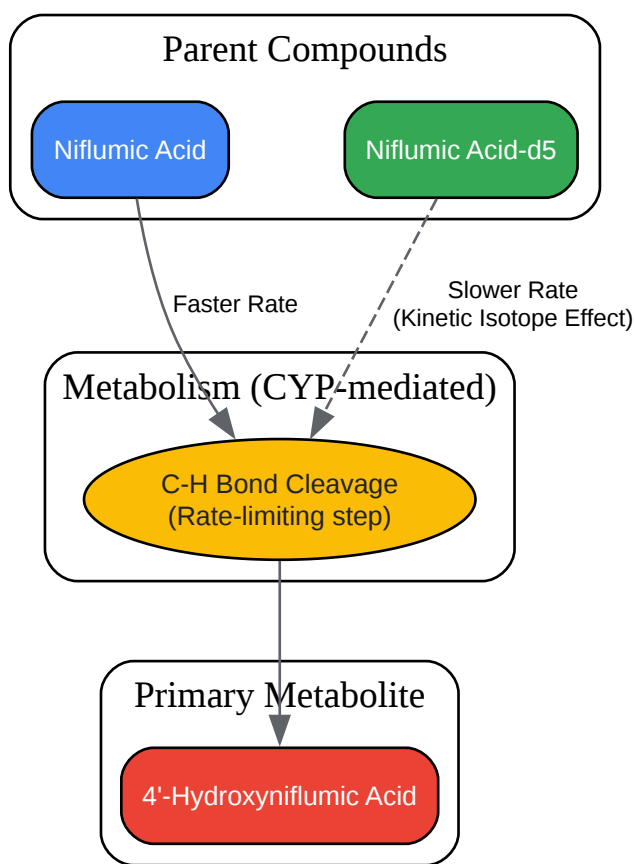 Parent Compounds
Niflumic Acid
Niflumic Acid-d5
Faster Rate
Slower Rate
(Kinetic Isotope Effect)
Metabolism (CYP-mediated)
C-H Bond Cleavage
(Rate-limiting step)
Primary Metabolite
4'-Hydroxyniflumic Acid